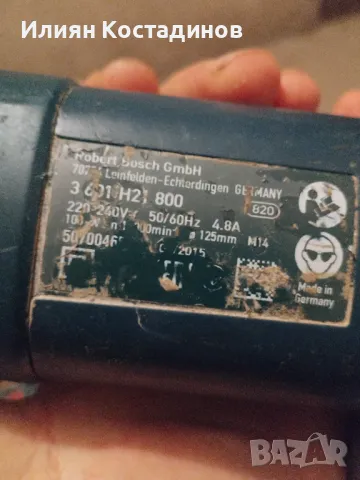 Илиян Костадинов
Robert Bosch GmbH
Leinfelden-Echterdingen GERMANY
3 601 H21 800
820
220-240V 50/60Hz 4.8A
ø 125mm M14
2015
Made in
Germany
BAZAR